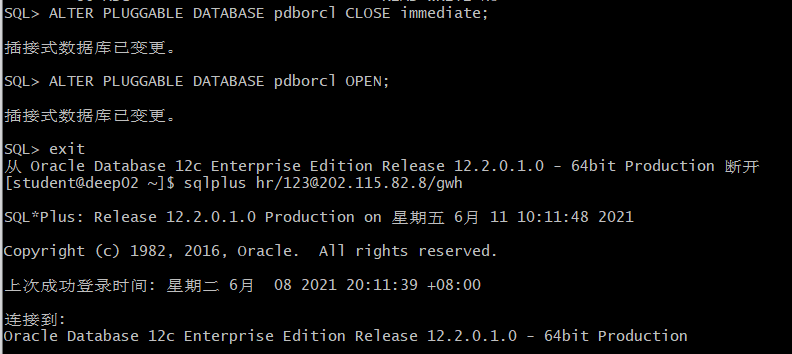 SQL> ALTER PLUGGABLE DATABASE pdborcl CLOSE immediate;
插接式数据库已变更。
SQL> ALTER PLUGGABLE DATABASE pdborcl OPEN;
插接式数据库已变更。
SQL> exit
从 Oracle Database 12c Enterprise Edition Release 12.2.0.1.0 - 64bit Production 断开
[student@deep02 ~]$ sqlplus hr/123@202.115.82.8/gwh
SQL*Plus: Release 12.2.0.1.0 Production on 星期五 6月 11 10:11:48 2021
Copyright (c) 1982, 2016, Oracle.  All rights reserved.
上次成功登录时间: 星期二 6月  08 2021 20:11:39 +08:00
连接到:
Oracle Database 12c Enterprise Edition Release 12.2.0.1.0 - 64bit Production